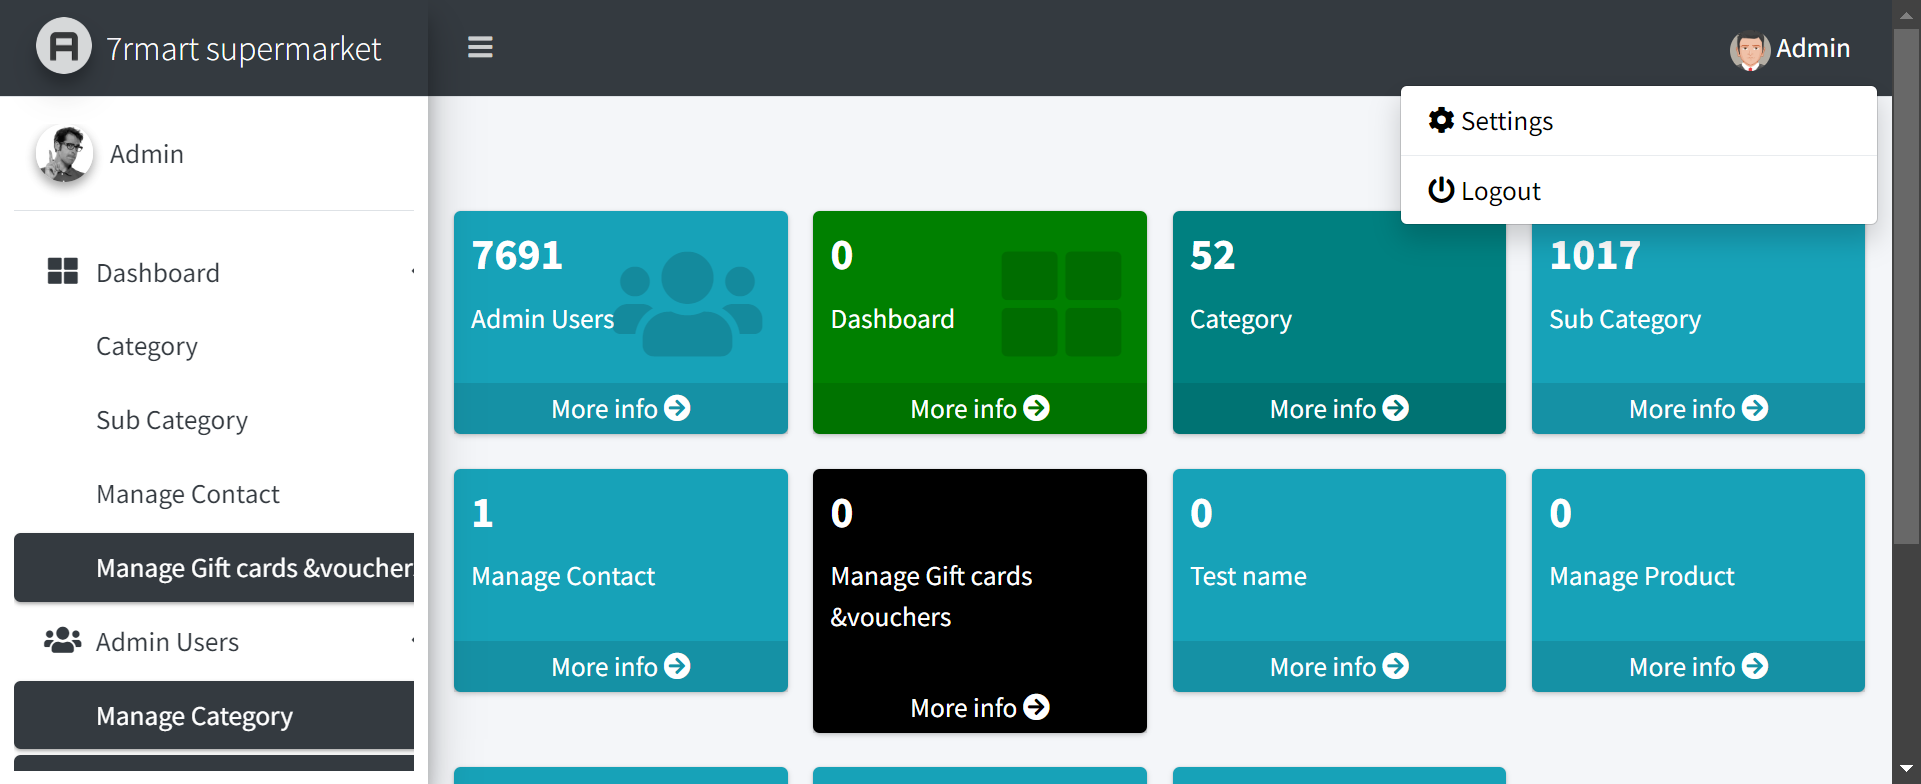 7rmart supermarket
Admin
Settings
Logout
Admin
Dashboard
Category
Sub Category
Manage Contact
Manage Gift cards &voucher
Admin Users
Manage Category
7691
Admin Users
More info
0
Dashboard
More info
52
Category
More info
1017
Sub Category
More info
1
Manage Contact
More info
0
Manage Gift cards
&vouchers
More info
0
Test name
More info
0
Manage Product
More info